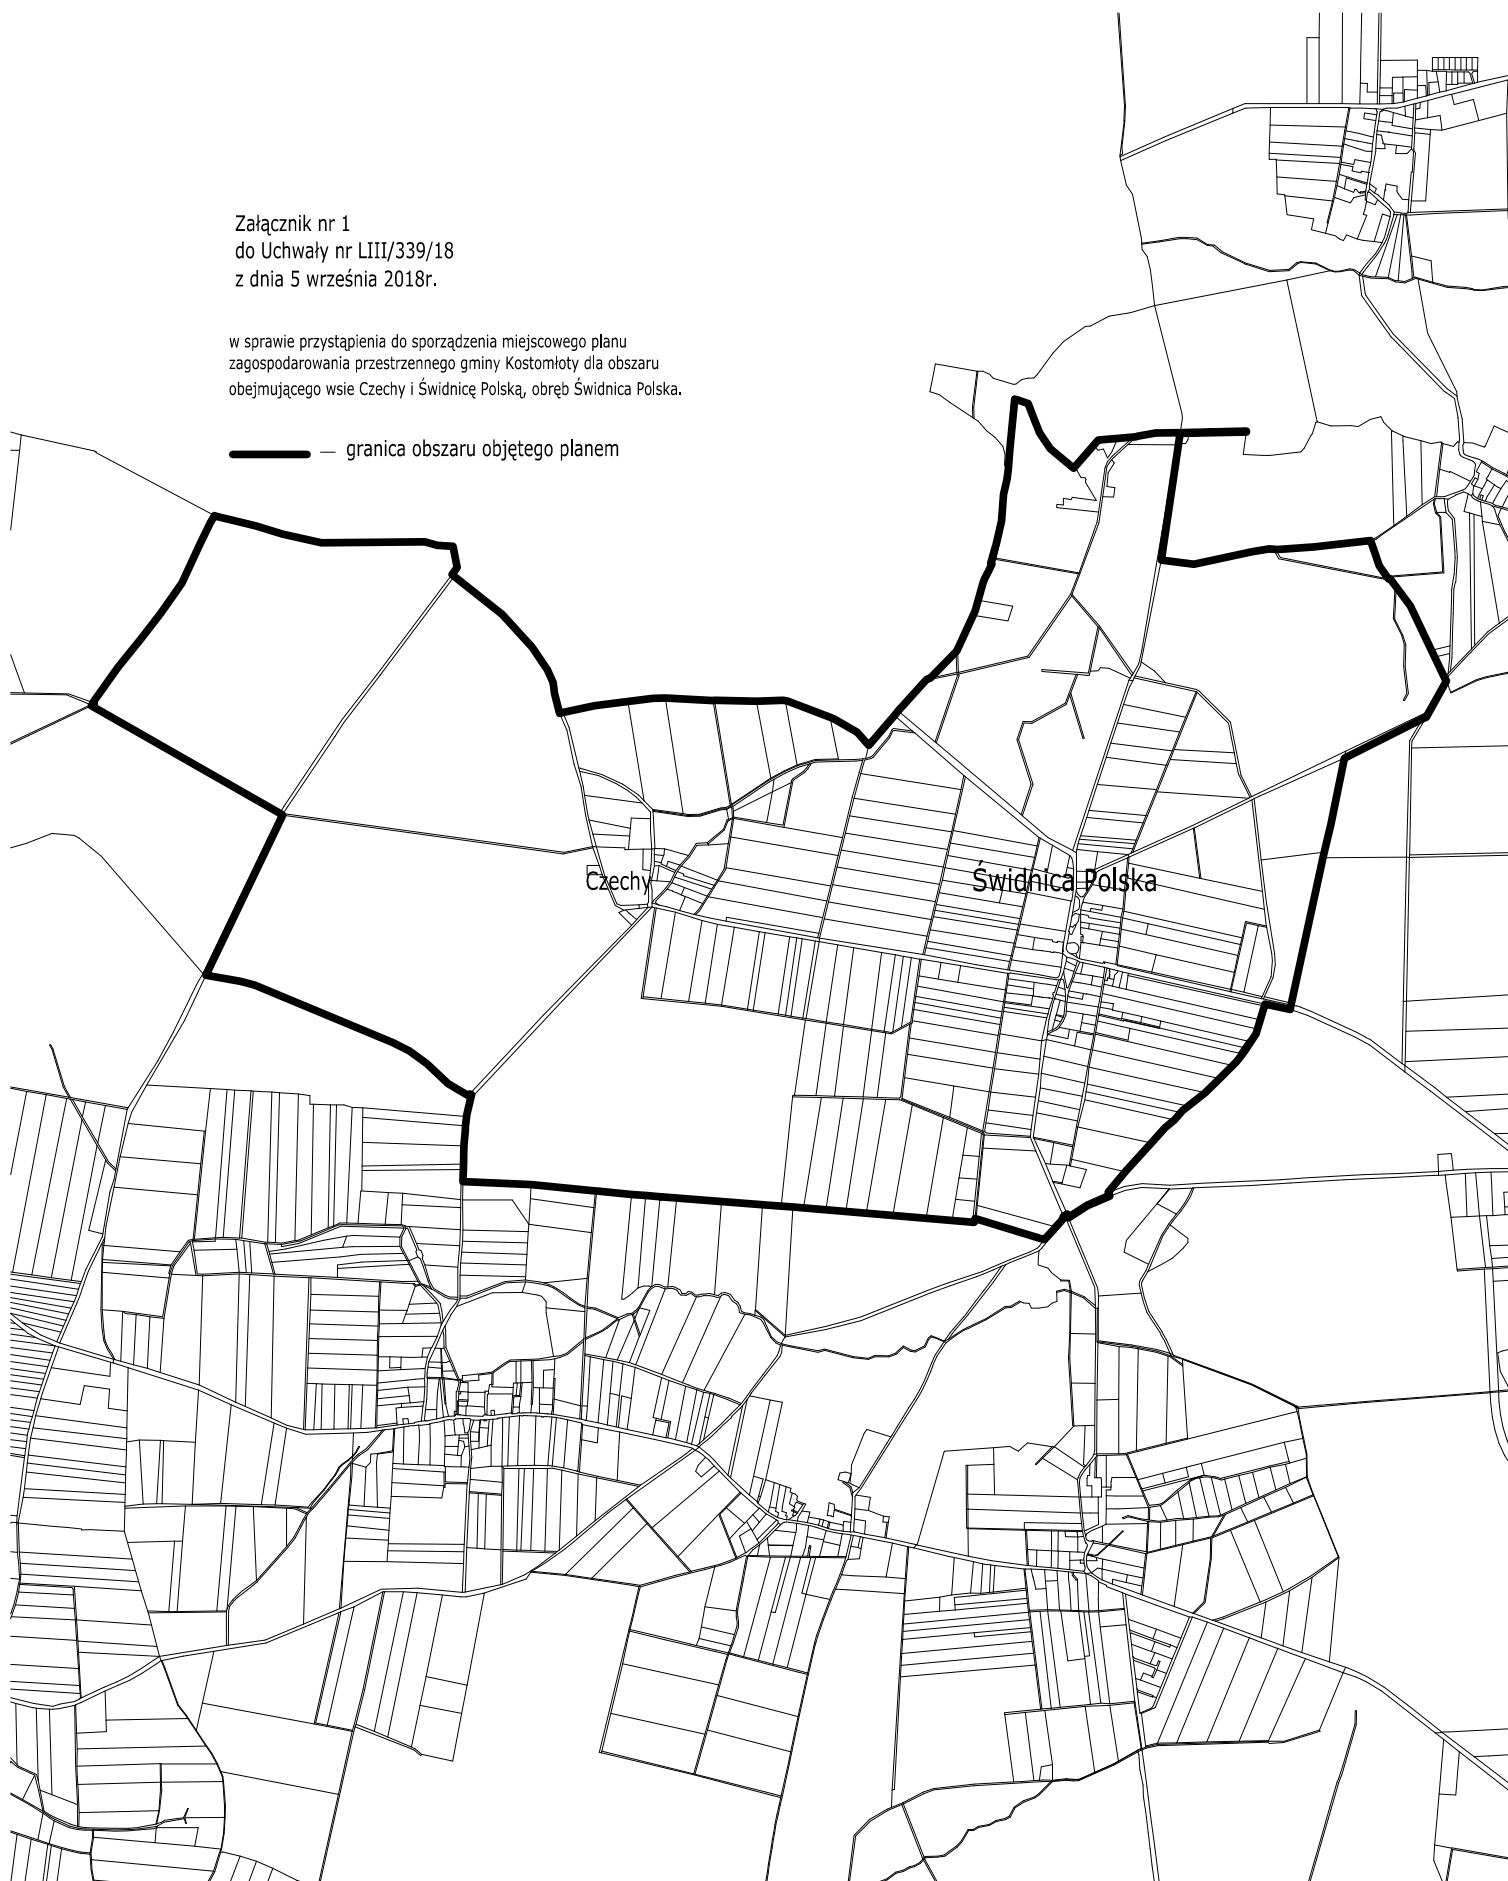 Załącznik nr 1
do Uchwały nr LIII/339/18
z dnia 5 września 2018r.
w sprawie przystąpienia do sporządzenia miejscowego planu
zagospodarowania przestrzennego gminy Kostomłoty dla obszaru
obejmującego wsie Czechy i Świdnicę Polską, obręb Świdnica Polska.
— granica obszaru objętego planem
Czechy
Świdnica Polska